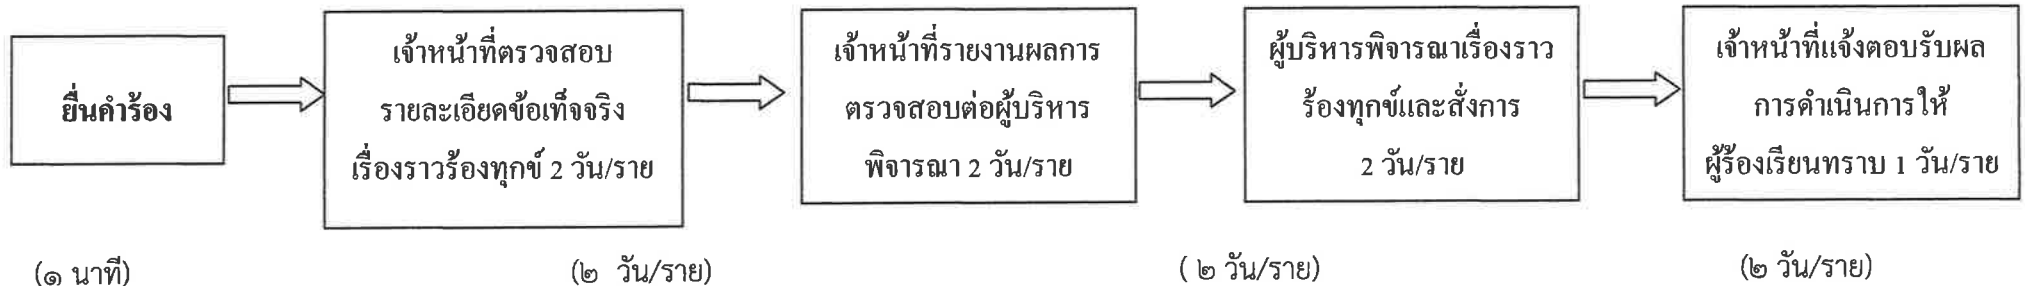 ยื่นคำร้อง
เจ้าหน้าที่ตรวจสอบ
รายละเอียดข้อเท็จจริง
เรื่องราวร้องทุกข์ 2 วัน/ราย
เจ้าหน้าที่รายงานผลการ
ตรวจสอบต่อผู้บริหาร
พิจารณา 2 วัน/ราย
ผู้บริหารพิจารณาเรื่องราว
ร้องทุกข์และสั่งการ
2 วัน/ราย
เจ้าหน้าที่แจ้งตอบรับผล
การดำเนินการให้
ผู้ร้องเรียนทราบ 1 วัน/ราย
(๑ นาที)
(๒ วัน/ราย)
( ๒ วัน/ราย)
(๒ วัน/ราย)